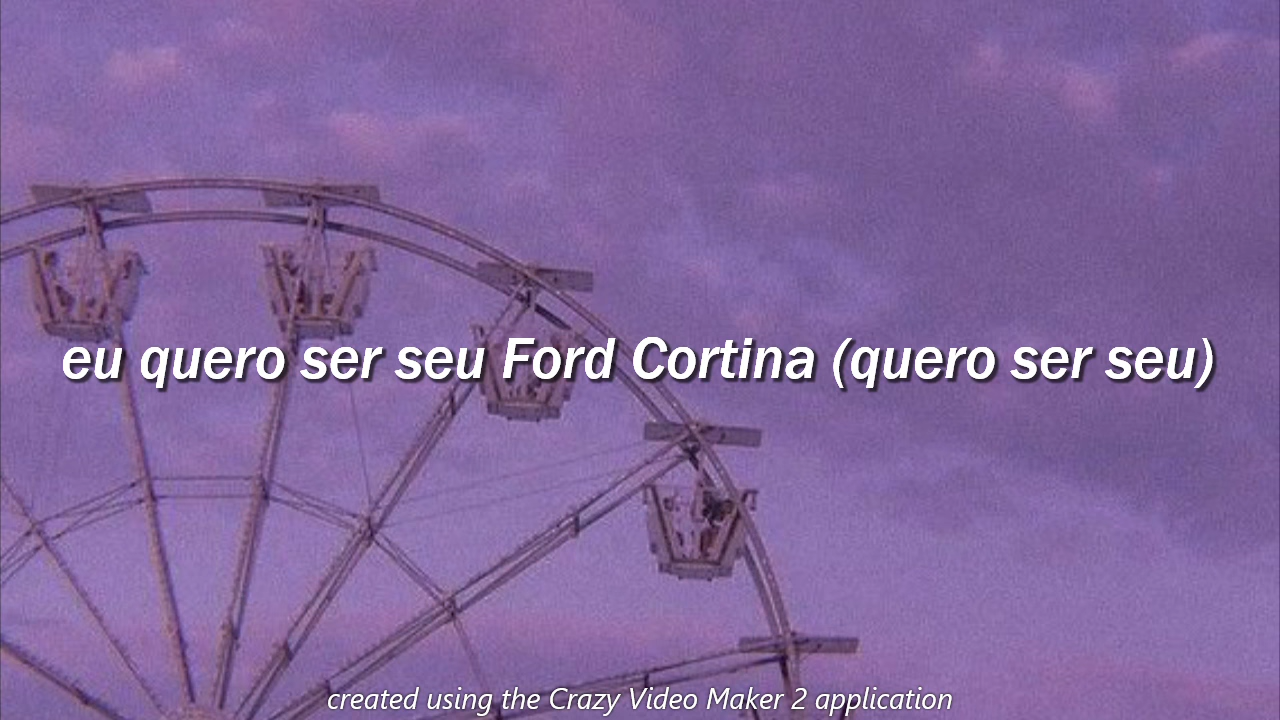 eu quero ser seu Ford Cortina (quero ser seu)
created using the Crazy Video Maker 2 application